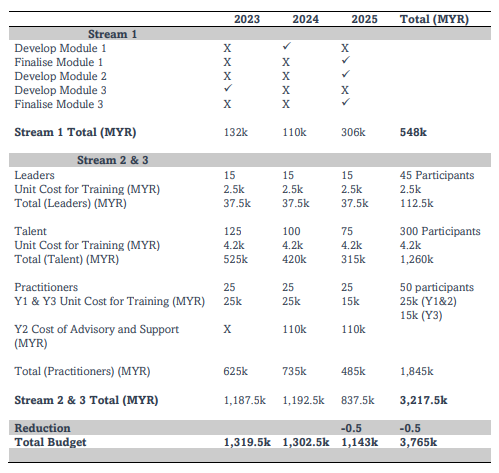 2023 2024 2025 Total (MYR)
Stream 1
Develop Module 1 X ✓ X
Finalise Module 1 X X ✓
Develop Module 2 X X ✓
Develop Module 3 ✓ X X
Finalise Module 3 X X ✓
Stream 1 Total (MYR) 132k 110k 306k 548k
Stream 2 & 3
Leaders 15 15 15 45 Participants
Unit Cost for Training (MYR) 2.5k 2.5k 2.5k 2.5k
Total (Leaders) (MYR) 37.5k 37.5k 37.5k 112.5k
Talent 125 100 75 300 Participants
Unit Cost for Training (MYR) 4.2k 4.2k 4.2k 4.2k
Total (Talent) (MYR) 525k 420k 315k 1,260k
Practitioners 25 25 25 50 participants
Y1 & Y3 Unit Cost for Training (MYR) 25k 25k 15k 25k (Y1&2)
15k (Y3)
Y2 Cost of Advisory and Support X 110k 110k
(MYR)
Total (Practitioners) (MYR) 625k 735k 485k 1,845k
Stream 2 & 3 Total (MYR) 1,187.5k 1,192.5k 837.5k 3,217.5k
Reduction -0.5 -0.5
Total Budget 1,319.5k 1,302.5k 1,143k 3,765k